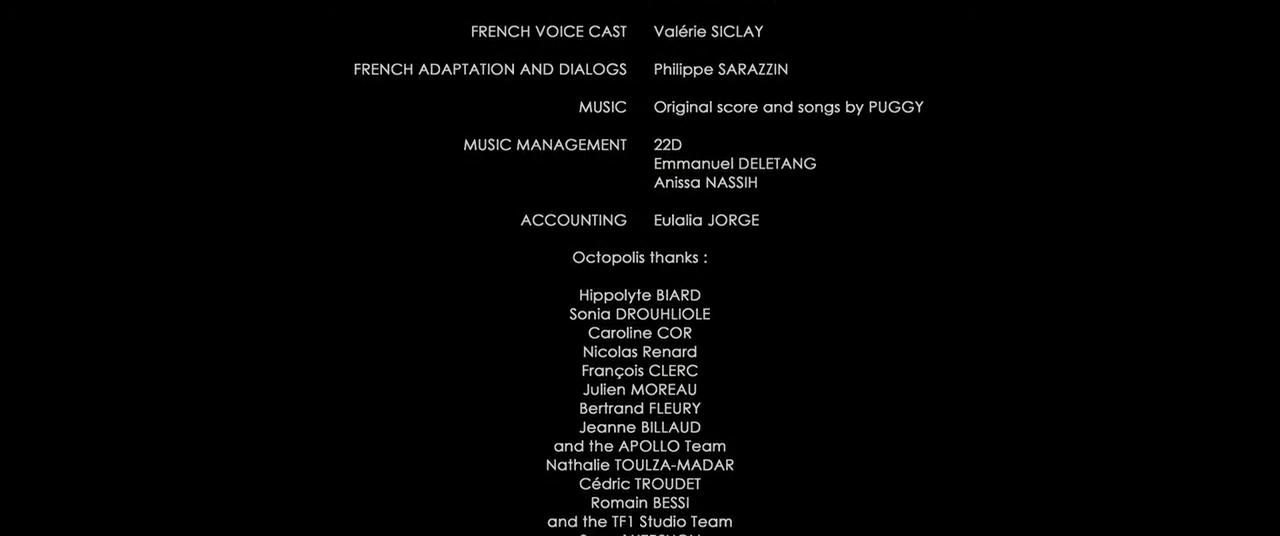 FRENCH VOICE CAST Valérie SICLAY
FRENCH ADAPTATION AND DIALOGS Philippe SARAZZIN
MUSIC Original score and songs by PUGGY
MUSIC MANAGEMENT 22D
Emmanuel DELETANG
Anissa NASSIH
ACCOUNTING Eulalia JORGE
Octopolis thanks :
Hippolyte BIARD
Sonia DROUHLIOLE
Caroline COR
Nicolas Renard
François CLERC
Julien MOREAU
Bertrand FLEURY
Jeanne BILLAUD
and the APOLLO Team
Nathalie TOULZA-MADAR
Cédric TROUDET
Romain BESSI
and the TF1 Studio Team